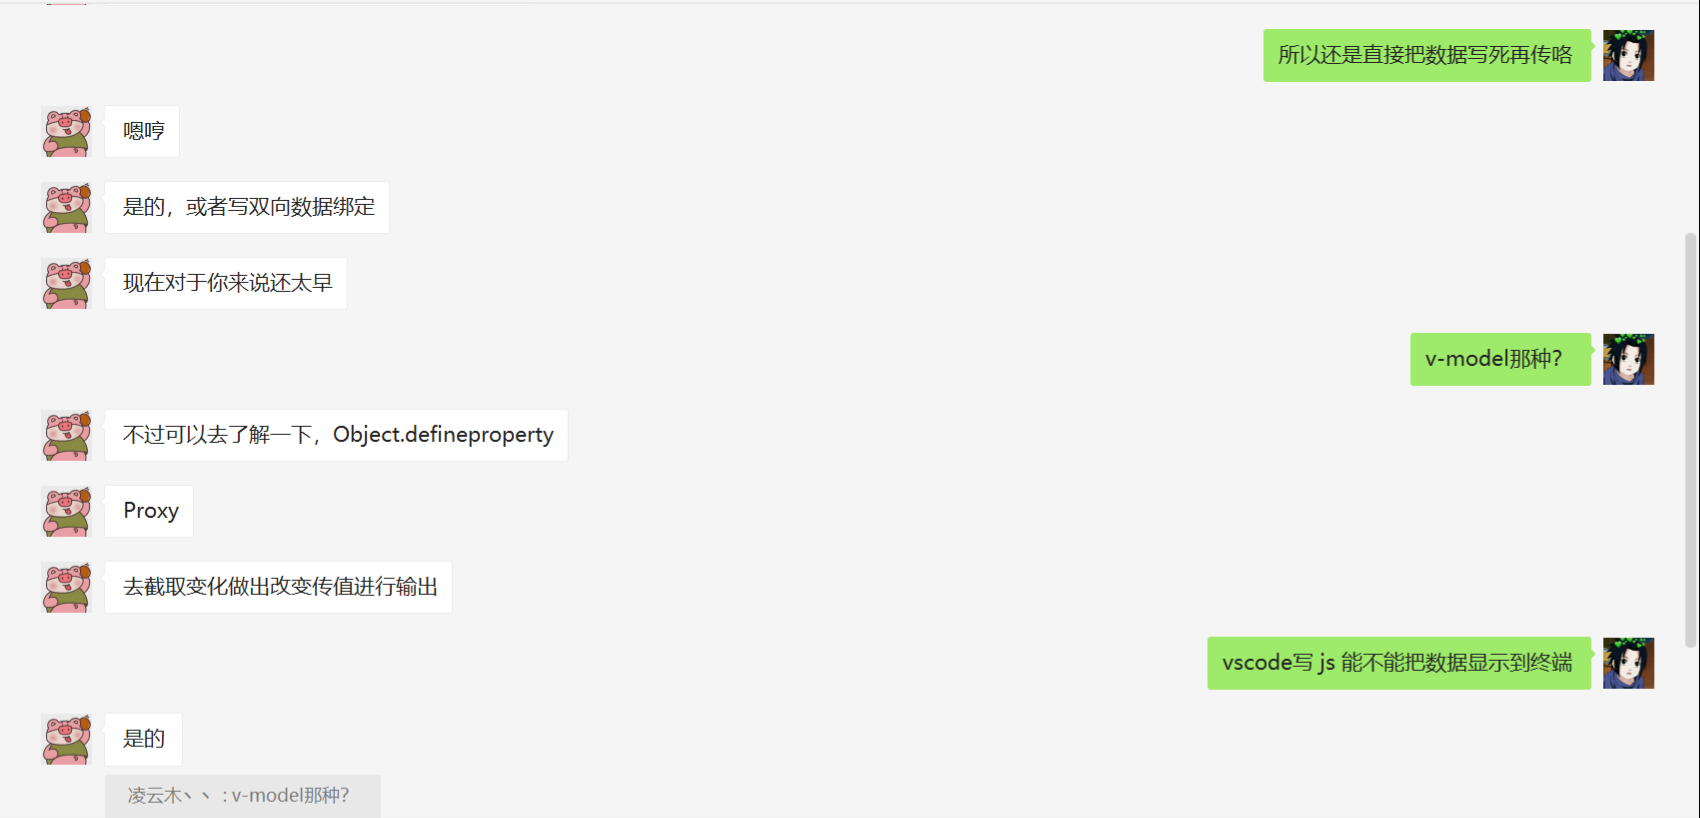 所以还是直接把数据写死再传咯
嗯哼
是的，或者写双向数据绑定
现在对于你来说还太早
v-model那种？
不过可以去了解一下，Object.defineproperty
Proxy
去截取变化做出改变传值进行输出
vscode写 js 能不能把数据显示到终端
是的
凌云木丶丶：v-model那种？